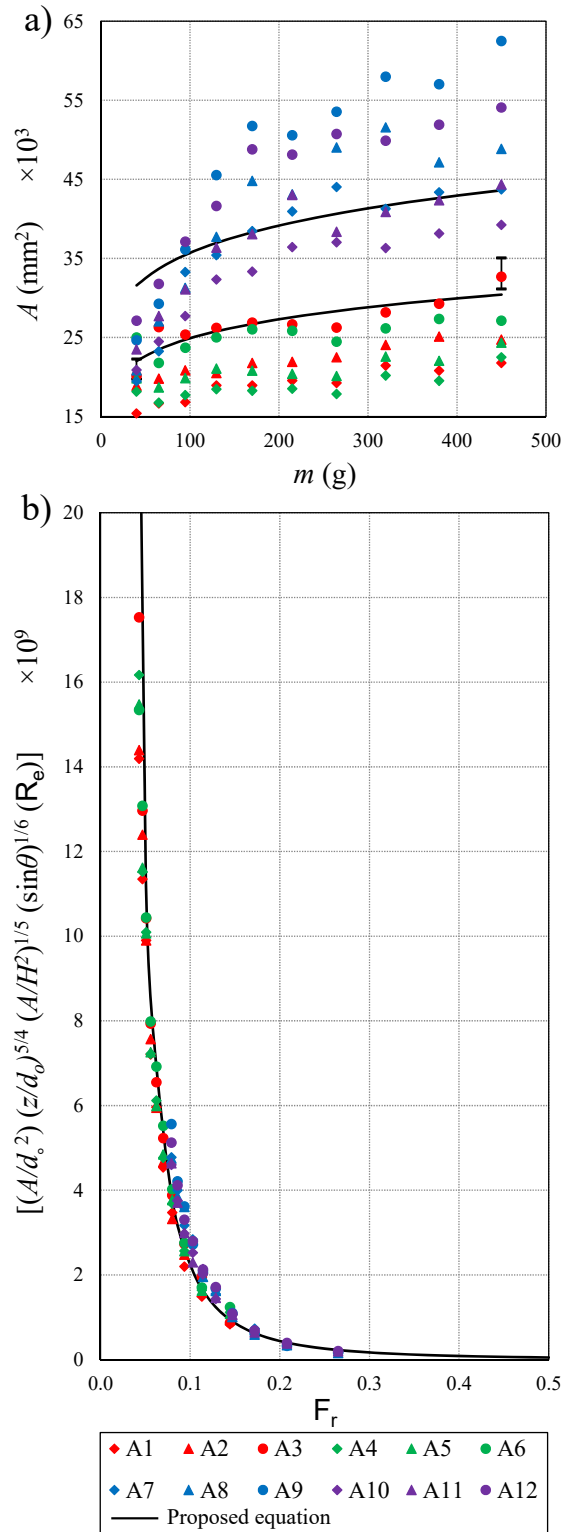 a)
×10³
A (mm²)
65
55
45
35
25
15
0 100 200 300 400 500
m (g)
b)
×10⁹
[(A/d∘²) (z/dₒ)^5/4 (A/H²)^1/5 (sinθ)^1/6 (Rₑ)]
20
18
16
14
12
10
8
6
4
2
0
0.0 0.1 0.2 0.3 0.4 0.5
Fᵣ
A1 A2 A3 A4 A5 A6
A7 A8 A9 A10 A11 A12
Proposed equation